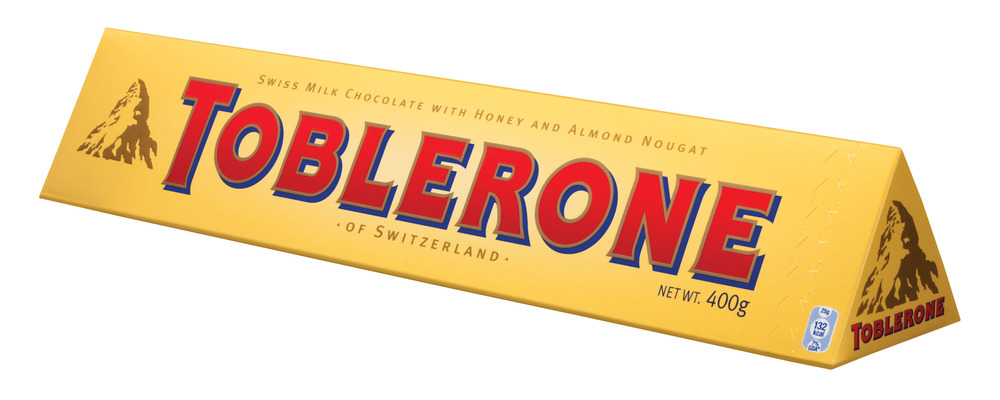 Swiss Milk Chocolate with Honey and Almond Nougat
TOBLERONE
·OF SWITZERLAND·
NET WT. 400g
25g
132
kcal
TOBLERONE